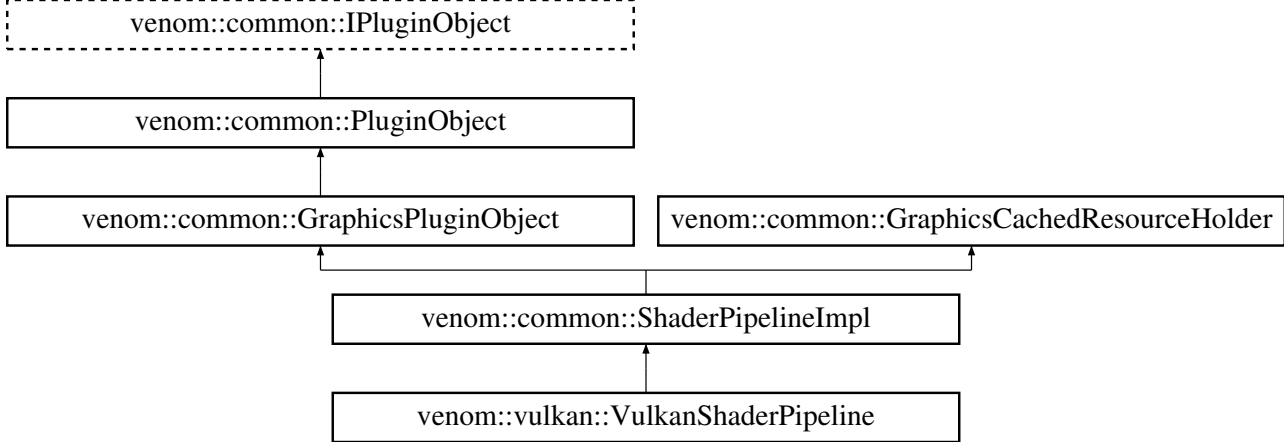 venom::common::IPluginObject
venom::common::PluginObject
venom::common::GraphicsPluginObject
venom::common::GraphicsCachedResourceHolder
venom::common::ShaderPipelineImpl
venom::vulkan::VulkanShaderPipeline